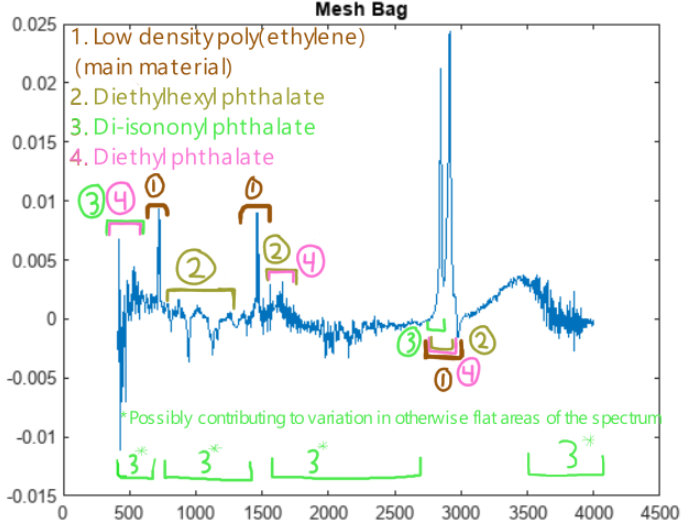 Mesh Bag
0.025
0.02
0.015
0.01
0.005
0
-0.005
-0.01
-0.015
1. Low density poly(ethylene)
(main material)
2. Diethylhexyl phthalate
3. Di-isononyl phthalate
4. Diethyl phthalate
3 4 1 1
2 2 4
3 2
1 4
*Possibly contributing to variation in otherwise flat areas of the spectrum
3* 3* 3* 3*
0 500 1000 1500 2000 2500 3000 3500 4000 4500